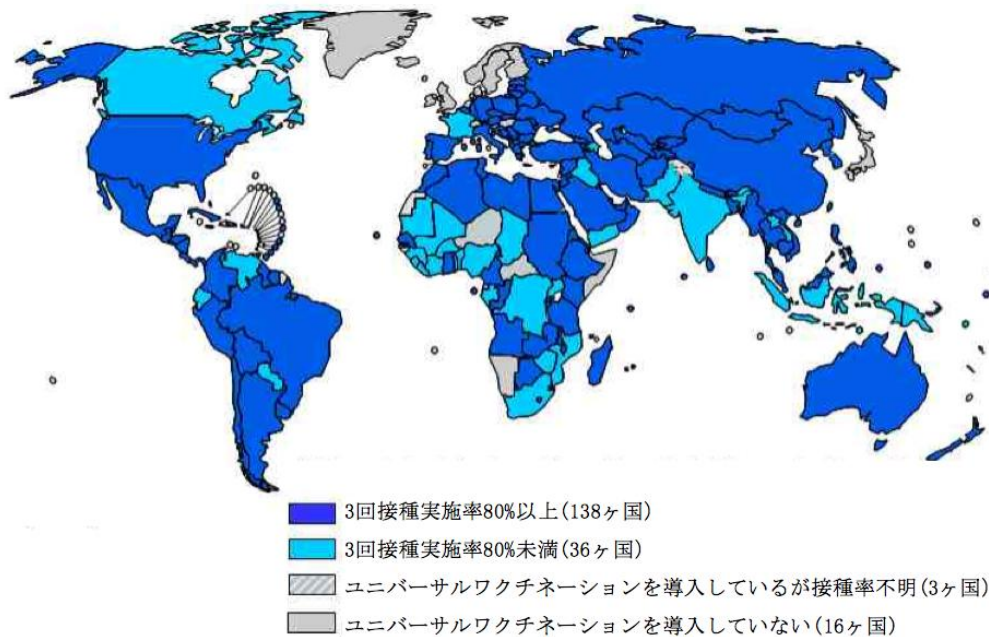 3回接種実施率80%以上(138ヶ国)
3回接種実施率80%未満(36ヶ国)
ユニバーサルワクチネーションを導入しているが接種率不明(3ヶ国)
ユニバーサルワクチネーションを導入していない(16ヶ国)